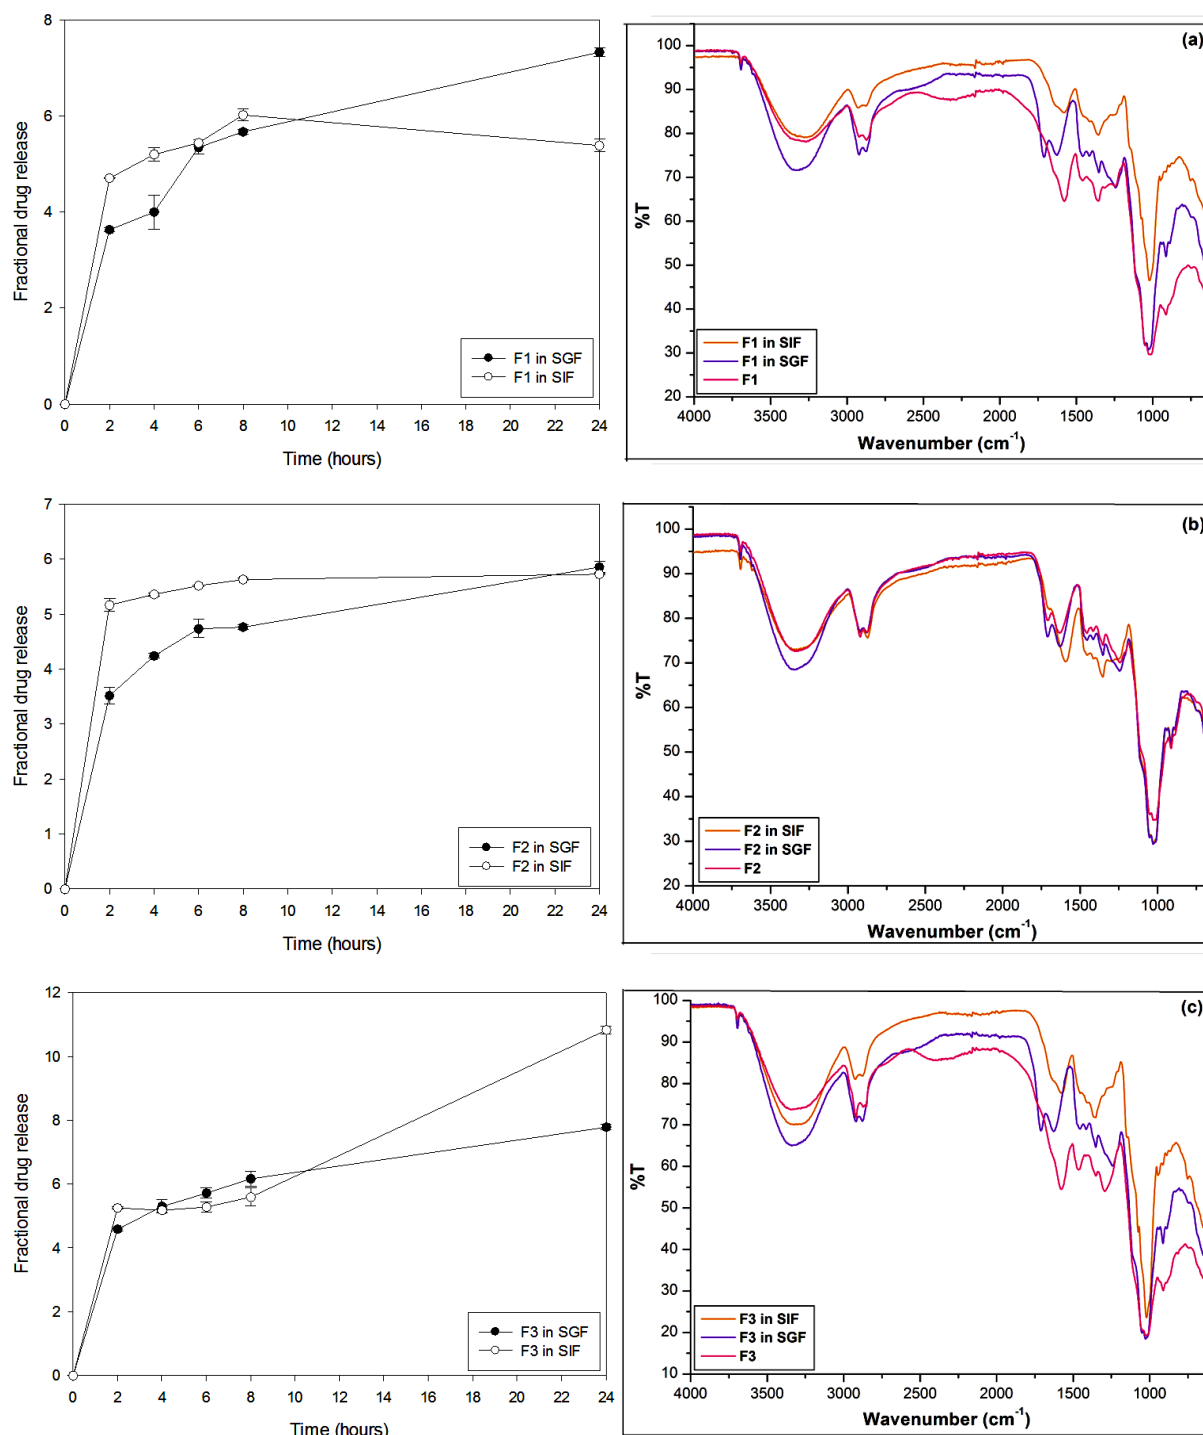 8
6
4
2
0
Fractional drug release
F1 in SGF
F1 in SIF
0 2 4 6 8 10 12 14 16 18 20 22 24
Time (hours)
(a)
100
90
80
70
60
50
40
30
20
%T
F1 in SIF
F1 in SGF
F1
4000 3500 3000 2500 2000 1500 1000
Wavenumber (cm⁻¹)
7
6
5
4
3
2
1
0
Fractional drug release
F2 in SGF
F2 in SIF
0 2 4 6 8 10 12 14 16 18 20 22 24
Time (hours)
(b)
100
90
80
70
60
50
40
30
20
%T
F2 in SIF
F2 in SGF
F2
4000 3500 3000 2500 2000 1500 1000
Wavenumber (cm⁻¹)
12
10
8
6
4
2
0
Fractional drug release
F3 in SGF
F3 in SIF
0 2 4 6 8 10 12 14 16 18 20 22 24
Time (hours)
(c)
100
90
80
70
60
50
40
30
20
10
%T
F3 in SIF
F3 in SGF
F3
4000 3500 3000 2500 2000 1500 1000
Wavenumber (cm⁻¹)